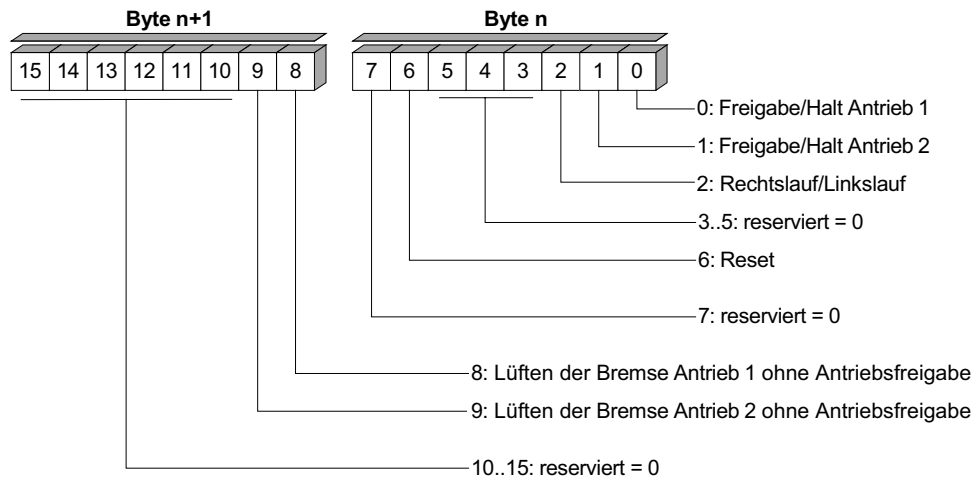 Byte n+1 Byte n
15 14 13 12 11 10 9 8 7 6 5 4 3 2 1 0
0: Freigabe/Halt Antrieb 1
1: Freigabe/Halt Antrieb 2
2: Rechtslauf/Linkslauf
3..5: reserviert = 0
6: Reset
7: reserviert = 0
8: Lüften der Bremse Antrieb 1 ohne Antriebsfreigabe
9: Lüften der Bremse Antrieb 2 ohne Antriebsfreigabe
10..15: reserviert = 0